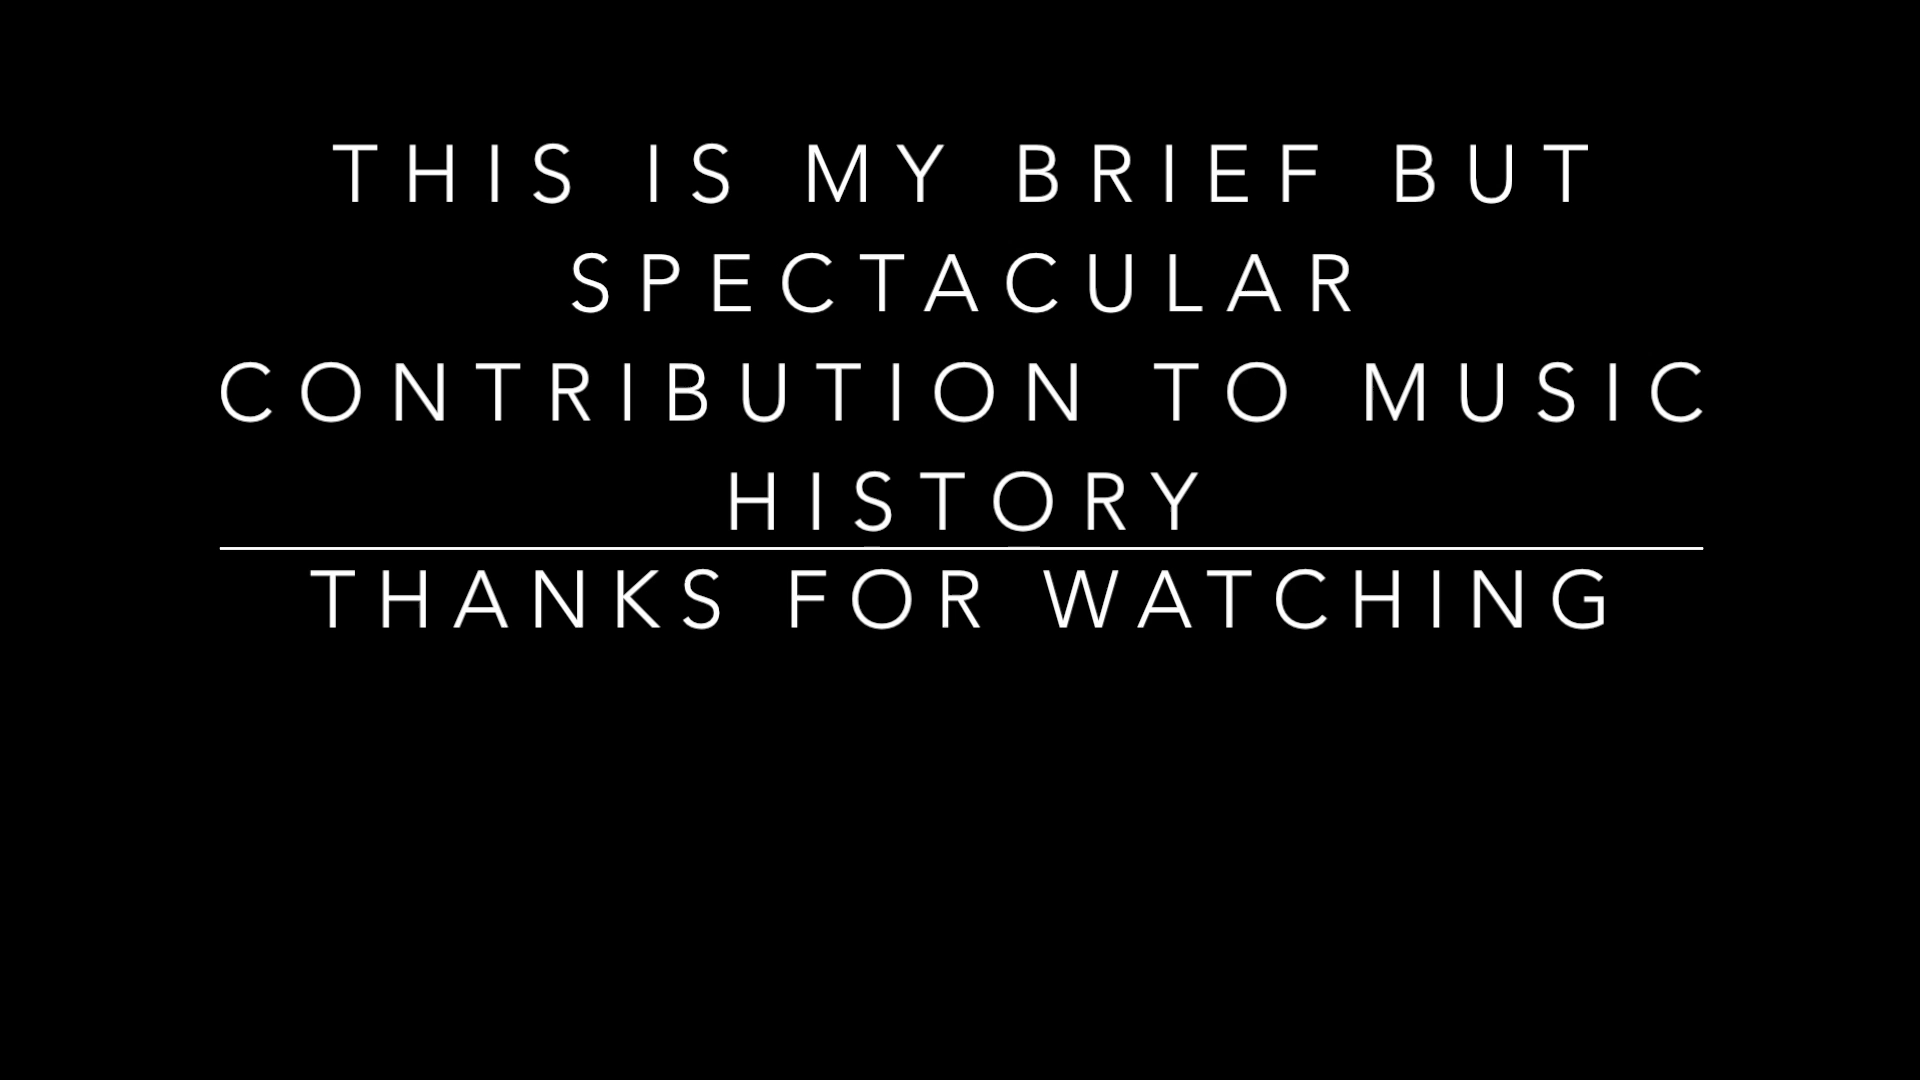 THIS IS MY BRIEF BUT
SPECTACULAR
CONTRIBUTION TO MUSIC
HISTORY
THANKS FOR WATCHING